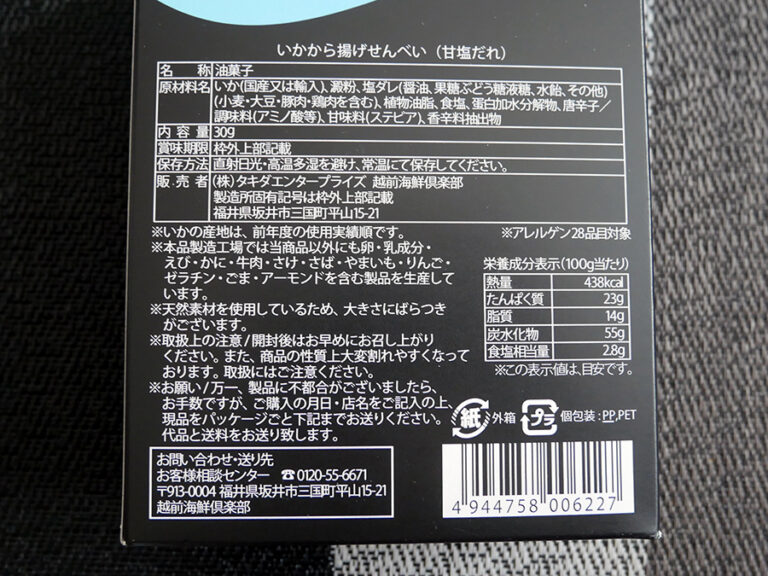 いかから揚げせんべい（甘塩だれ）
名 称 油菓子
原材料名 いか(国産又は輸入)、澱粉、塩ダレ(醤油、果糖ぶどう糖液糖、水飴、その他)
(小麦・大豆・豚肉・鶏肉を含む)、植物油脂、食塩、蛋白加水分解物、唐辛子／
調味料(アミノ酸等)、甘味料(ステビア)、香辛料抽出物
内 容 量 30g
賞味期限 枠外上部記載
保存方法 直射日光・高温多湿を避け、常温にて保存してください。
販 売 者 (株)タキダエンタープライズ 越前海鮮倶楽部
製造所固有記号は枠外上部記載
福井県坂井市三国町平山15-21
※いかの産地は、前年度の使用実績順です。
※アレルゲン28品目対象
※本品製造工場では当商品以外にも卵・乳成分・
えび・かに・牛肉・さけ・さば・やまいも・りんご・
ゼラチン・ごま・アーモンドを含む製品を生産して
います。
※天然素材を使用しているため、大きさにばらつき
がございます。
※取扱上の注意/開封後はお早めにお召し上がり
ください。また、商品の性質上大変割れやすくなって
おります。取扱にはご注意ください。
※お願い/万一、製品に不都合がございましたら、
お手数ですが、ご購入の月日・店名をご記入の上、
現品をパッケージごと下記までお送りください。
代品と送料をお送り致します。
栄養成分表示(100g当たり)
熱量 438kcal
たんぱく質 23g
脂質 14g
炭水化物 55g
食塩相当量 2.8g
※この表示値は、目安です。
紙 外箱 プラ 個包装:PP,PET
お問い合わせ・送り先
お客様相談センター ☎0120-55-6671
〒913-0004 福井県坂井市三国町平山15-21
越前海鮮倶楽部
4 944758 006227